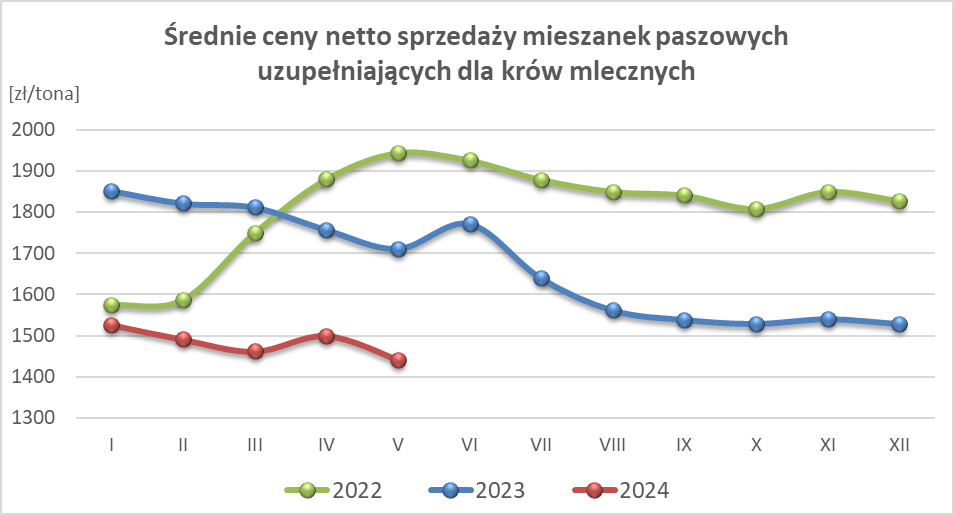 Średnie ceny netto sprzedaży mieszanek paszowych
uzupełniających dla krów mlecznych
[zł/tona]
2000
1900
1800
1700
1600
1500
1400
1300
I II III IV V VI VII VIII IX X XI XII
2022 2023 2024